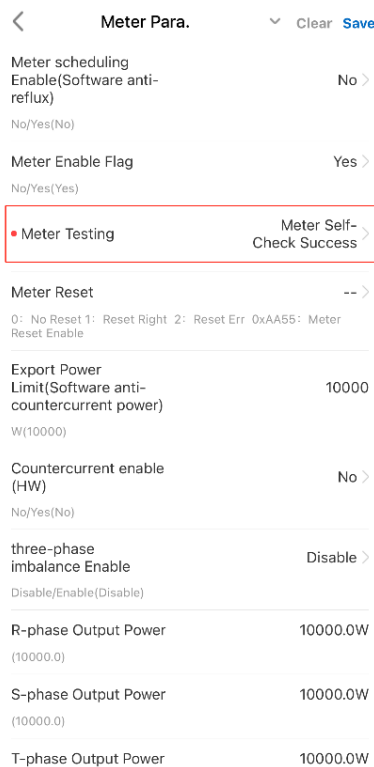 Meter Para.
Clear
Save
Meter scheduling
Enable(Software anti-
reflux)
No
No/Yes(No)
Meter Enable Flag
Yes
No/Yes(Yes)
Meter Testing
Meter Self-
Check Success
Meter Reset
--
0: No Reset 1: Reset Right 2: Reset Err 0xAA55: Meter
Reset Enable
Export Power
Limit(Software anti-
countercurrent power)
10000
W(10000)
Countercurrent enable
(HW)
No
No/Yes(No)
three-phase
imbalance Enable
Disable
Disable/Enable(Disable)
R-phase Output Power
10000.0W
(10000.0)
S-phase Output Power
10000.0W
(10000.0)
T-phase Output Power
10000.0W